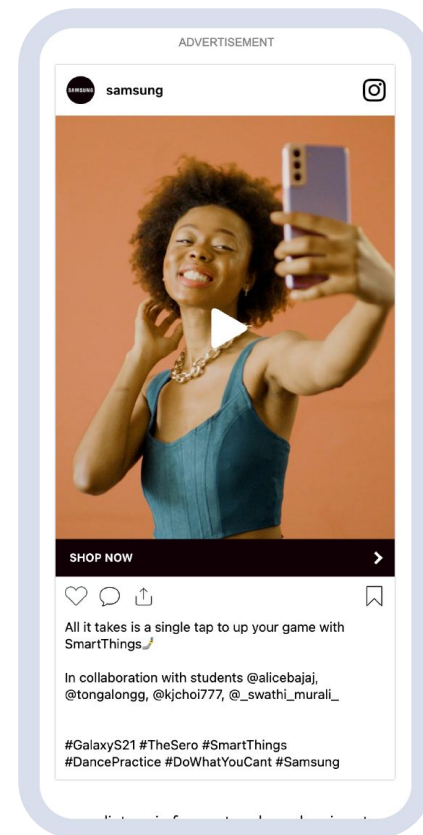 ADVERTISEMENT
SAMSUNG
samsung
SHOP NOW
All it takes is a single tap to up your game with
SmartThings🤳
In collaboration with students @alicebajaj,
@tongalongg, @kjchoi777, @_swathi_murali_
#GalaxyS21 #TheSero #SmartThings
#DancePractice #DoWhatYouCant #Samsung